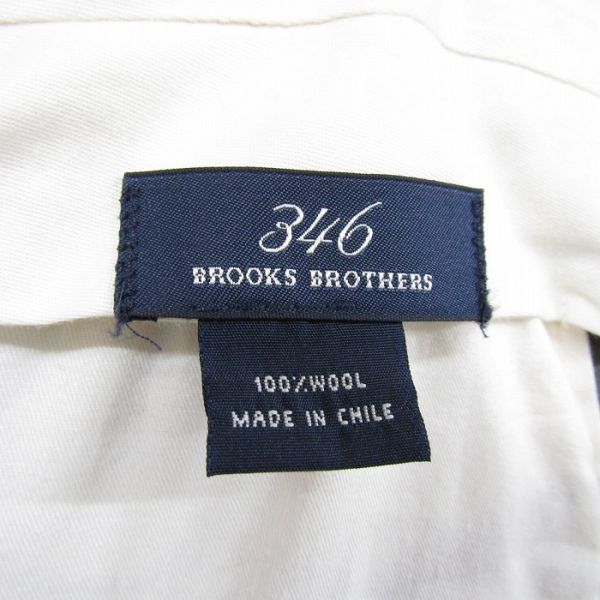 346
BROOKS BROTHERS
100% WOOL
MADE IN CHILE